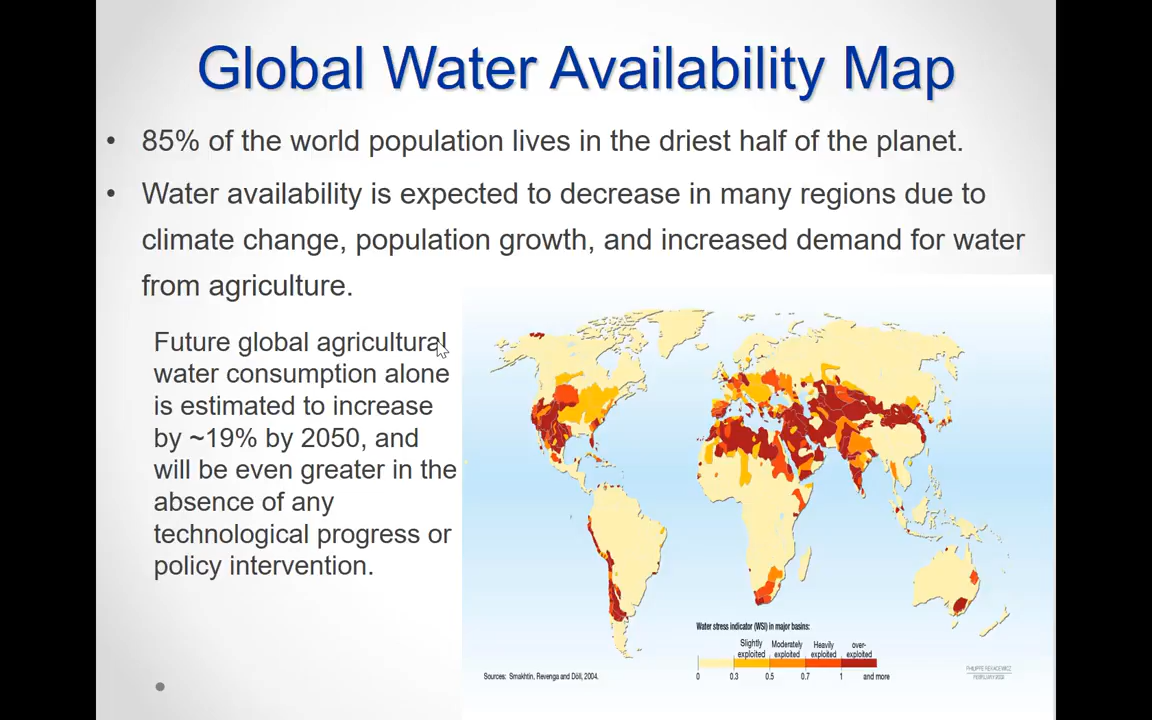 Global Water Availability Map
• 85% of the world population lives in the driest half of the planet.
• Water availability is expected to decrease in many regions due to
climate change, population growth, and increased demand for water
from agriculture.
Future global agricultural
water consumption alone
is estimated to increase
by ~19% by 2050, and
will be even greater in the
absence of any
technological progress or
policy intervention.
Water stress indicator (WSI) in major basins:
Slightly exploited Moderately exploited Heavily exploited over-exploited
0 0.3 0.5 0.7 1 and more
Sources: Smakhtin, Revenga and Döll, 2004.
PHILIPPE REKACEWICZ
FEBRUARY